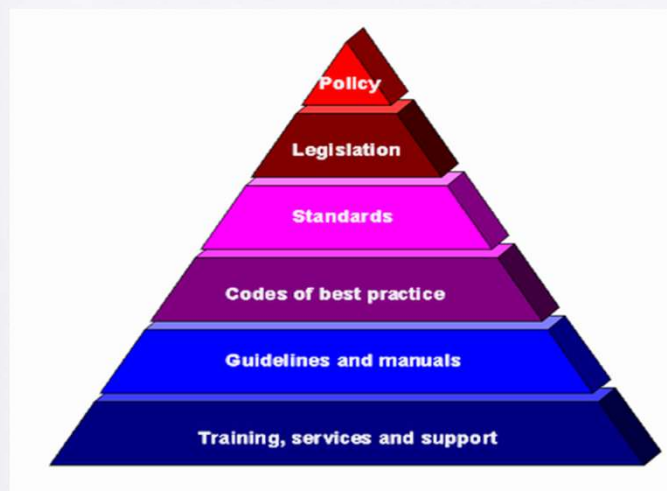 Policy
Legislation
Standards
Codes of best practice
Guidelines and manuals
Training, services and support